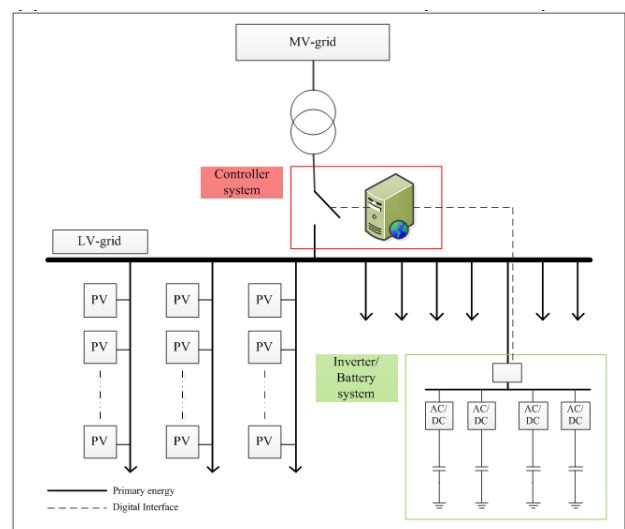 MV-grid
Controller
system
LV-grid
PV PV PV
PV PV PV
Inverter/
Battery
system
AC/ AC/ AC/ AC/
DC DC DC DC
PV PV PV
Primary energy
Digital Interface